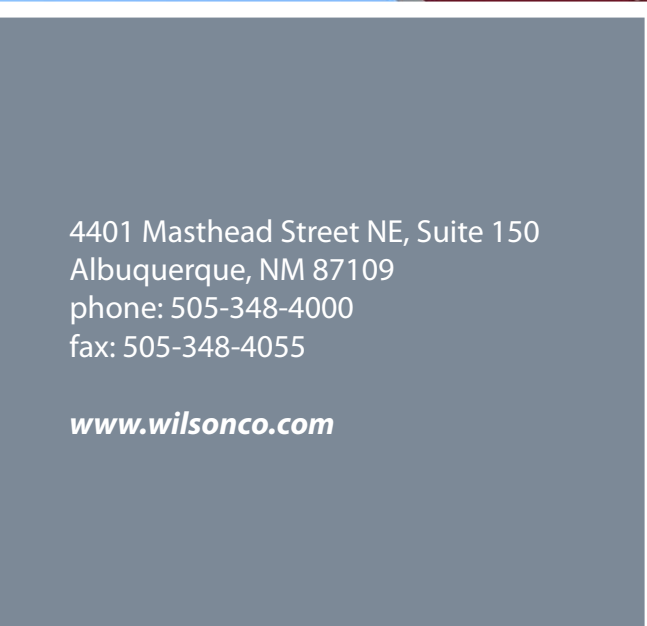 4401 Masthead Street NE, Suite 150
Albuquerque, NM 87109
phone: 505-348-4000
fax: 505-348-4055
www.wilsonco.com